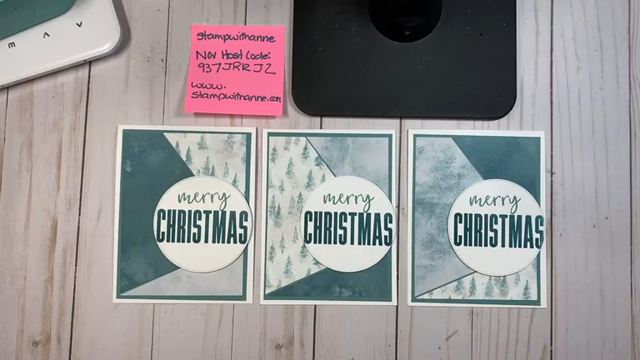 stampwithanne
Nov Host Code:
937JRRJ2
www.
stampwithanne.com
merry
CHRISTMAS
merry
CHRISTMAS
merry
CHRISTMAS